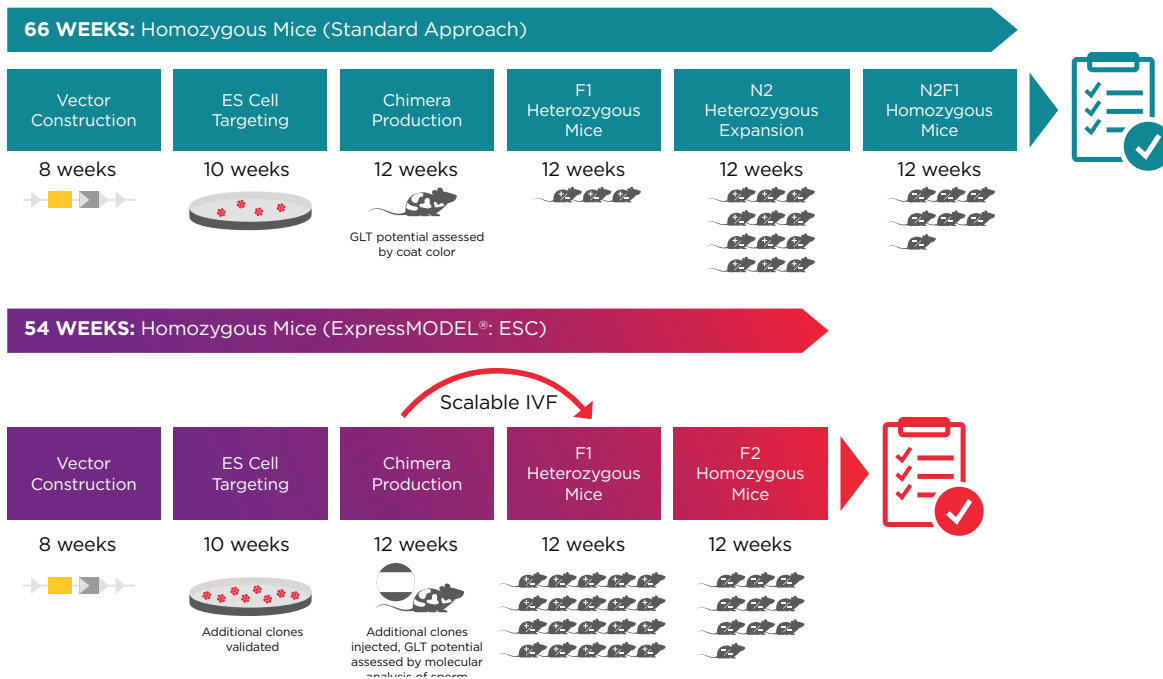 66 WEEKS: Homozygous Mice (Standard Approach)
Vector
Construction
ES Cell
Targeting
Chimera
Production
F1
Heterozygous
Mice
N2
Heterozygous
Expansion
N2F1
Homozygous
Mice
8 weeks
10 weeks
12 weeks
12 weeks
12 weeks
12 weeks
GLT potential assessed
by coat color
54 WEEKS: Homozygous Mice (ExpressMODEL®: ESC)
Scalable IVF
Vector
Construction
ES Cell
Targeting
Chimera
Production
F1
Heterozygous
Mice
F2
Homozygous
Mice
8 weeks
10 weeks
12 weeks
12 weeks
12 weeks
Additional clones
validated
Additional clones
injected, GLT potential
assessed by molecular
analysis of sperm